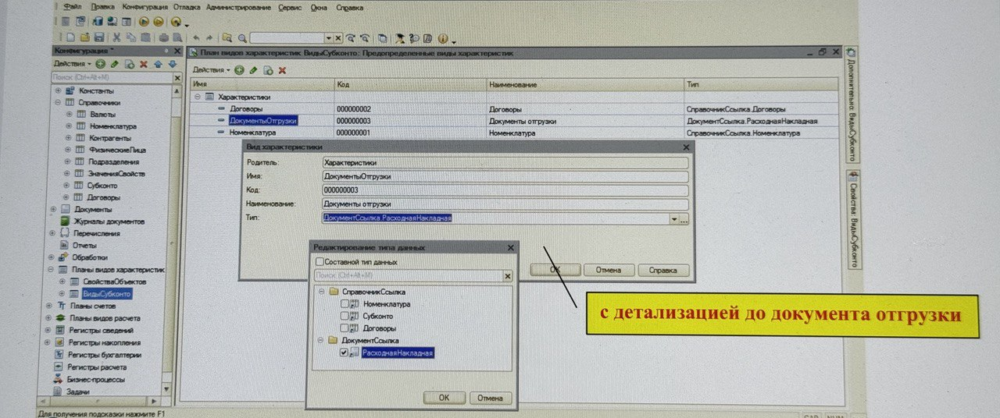 Файл Правка Конфигурация Отладка Администрирование Сервис Окна Справка
Конфигурация *
Действия
Поиск (Ctrl+Alt+M)
Константы
Справочники
Валюты
Номенклатура
Контрагенты
ФизическиеЛица
Подразделения
ЗначенияСвойств
Субконто
Договоры
Документы
Журналы документов
Перечисления
Отчеты
Обработки
Планы видов характеристик
СвойстваОбъектов
ВидыСубконто
Планы счетов
Планы видов расчета
Регистры сведений
Регистры накопления
Регистры бухгалтерии
Регистры расчета
Бизнес-процессы
Задачи
План видов характеристик ВидыСубконто: Предопределенные виды характеристик
Действия
Имя Код Наименование Тип
Характеристики
Договоры 000000002 Договоры СправочникСсылка.Договоры
ДокументыОтгрузки 000000003 Документы отгрузки ДокументСсылка.РасходнаяНакладная
Номенклатура 000000001 Номенклатура СправочникСсылка.Номенклатура
Вид характеристики
Родитель: Характеристики
Имя: ДокументыОтгрузки
Код: 000000003
Наименование: Документы отгрузки
Тип: ДокументСсылка.РасходнаяНакладная
...
OK Отмена Справка
Редактирование типа данных
Составной тип данных
Поиск (Ctrl+Alt+M)
СправочникСсылка
Номенклатура
Субконто
Договоры
ДокументСсылка
РасходнаяНакладная
OK Отмена
с детализацией до документа отгрузки
Дополнительно: ВидыСубконто
Свойства: ВидыСубконто
Для получения подсказки нажмите F1
CAP NUM